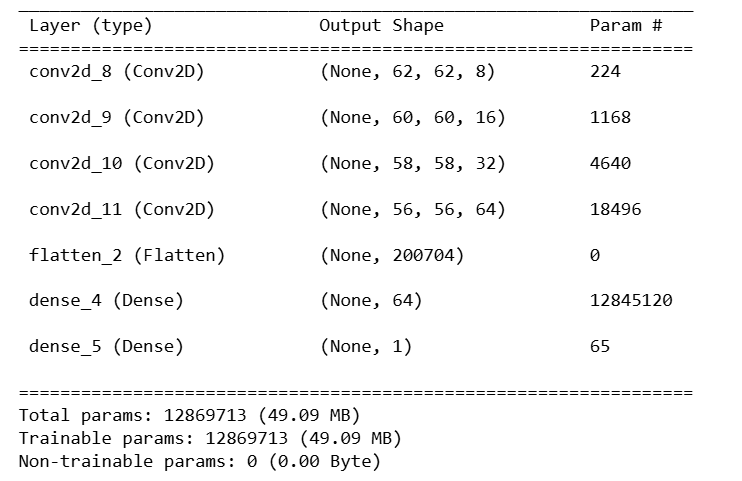 Layer (type) Output Shape Param #
=================================================================
conv2d_8 (Conv2D) (None, 62, 62, 8) 224
conv2d_9 (Conv2D) (None, 60, 60, 16) 1168
conv2d_10 (Conv2D) (None, 58, 58, 32) 4640
conv2d_11 (Conv2D) (None, 56, 56, 64) 18496
flatten_2 (Flatten) (None, 200704) 0
dense_4 (Dense) (None, 64) 12845120
dense_5 (Dense) (None, 1) 65
=================================================================
Total params: 12869713 (49.09 MB)
Trainable params: 12869713 (49.09 MB)
Non-trainable params: 0 (0.00 Byte)